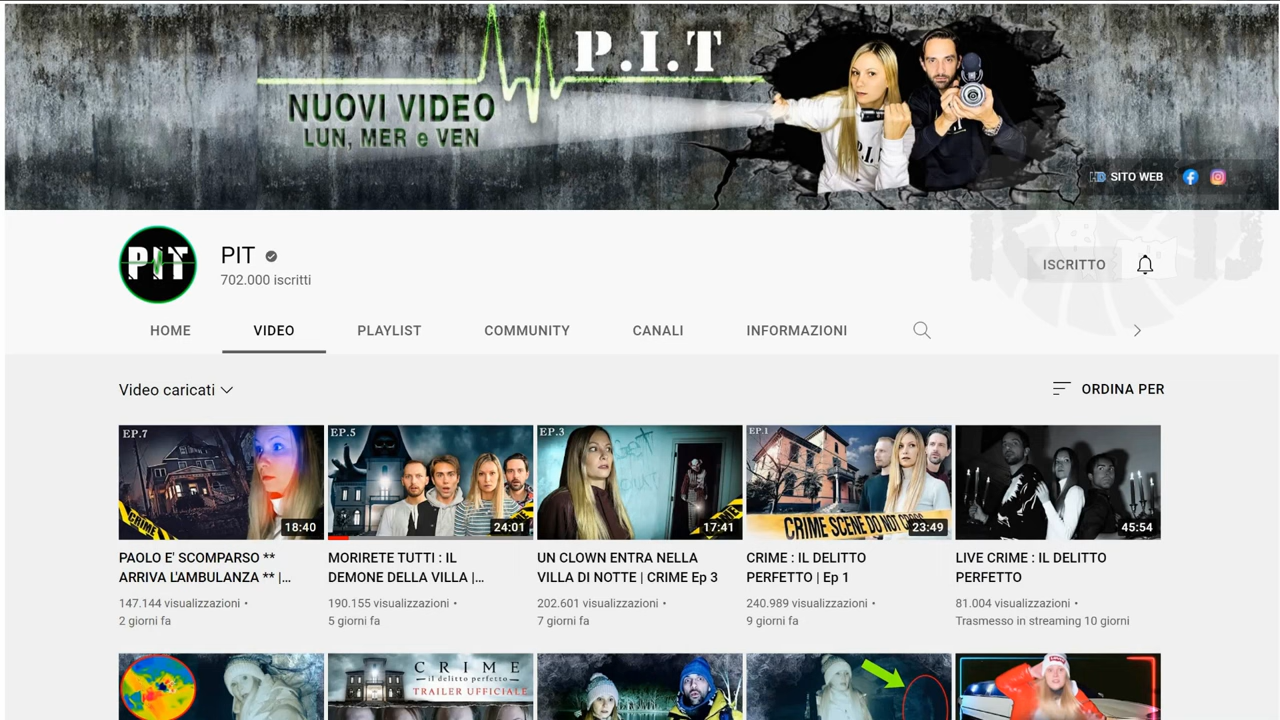 P.I.T
NUOVI VIDEO
LUN, MER e VEN
P.I.T
SITO WEB
PIT
PIT
702.000 iscritti
ISCRITTO
HOME
VIDEO
PLAYLIST
COMMUNITY
CANALI
INFORMAZIONI
Video caricati
ORDINA PER
EP.7
CRIME
18:40
EP.5
24:01
EP.3
17:41
EP.1
CRIME SCENE DO NOT
23:49
45:54
PAOLO E' SCOMPARSO **
ARRIVA L'AMBULANZA ** |...
147.144 visualizzazioni •
2 giorni fa
MORIRETE TUTTI : IL
DEMONE DELLA VILLA |...
190.155 visualizzazioni •
5 giorni fa
UN CLOWN ENTRA NELLA
VILLA DI NOTTE | CRIME Ep 3
202.601 visualizzazioni •
7 giorni fa
CRIME : IL DELITTO
PERFETTO | Ep 1
240.989 visualizzazioni •
9 giorni fa
LIVE CRIME : IL DELITTO
PERFETTO
81.004 visualizzazioni •
Trasmesso in streaming 10 giorni
CRIME
il delitto perfetto
TRAILER UFFICIALE